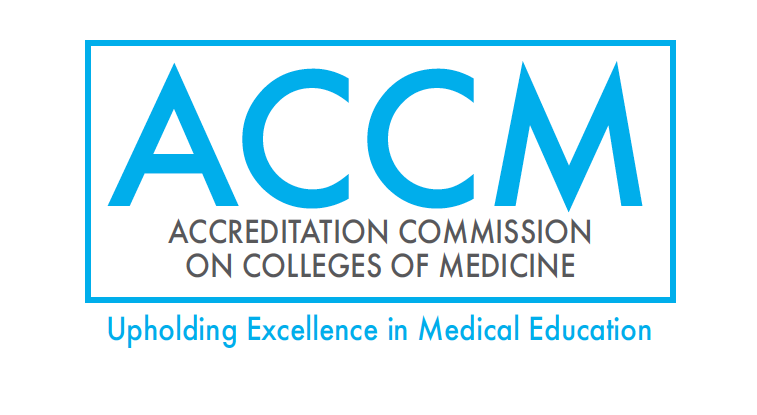 ACCM
ACCREDITATION COMMISSION
ON COLLEGES OF MEDICINE
Upholding Excellence in Medical Education